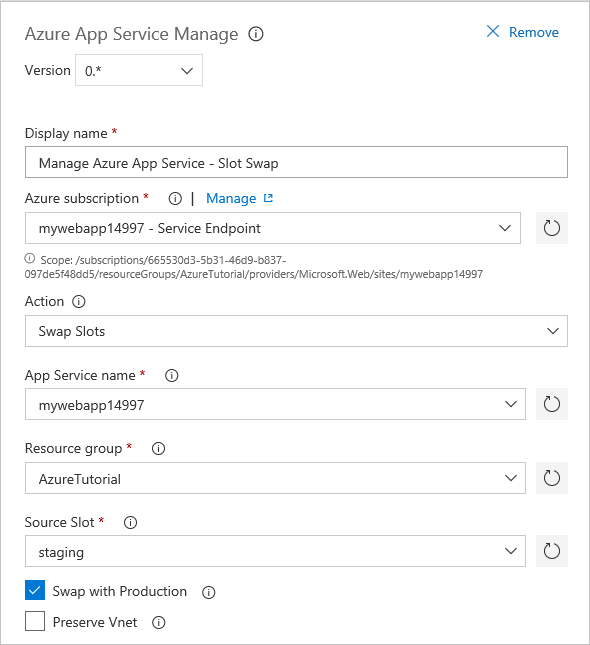 Azure App Service Manage
Remove
Version 0.*
Display name *
Manage Azure App Service - Slot Swap
Azure subscription * | Manage
mywebapp14997 - Service Endpoint
Scope: /subscriptions/665530d3-5b31-46d9-b837-
097de5f48dd5/resourceGroups/AzureTutorial/providers/Microsoft.Web/sites/mywebapp14997
Action
Swap Slots
App Service name *
mywebapp14997
Resource group *
AzureTutorial
Source Slot *
staging
Swap with Production
Preserve Vnet